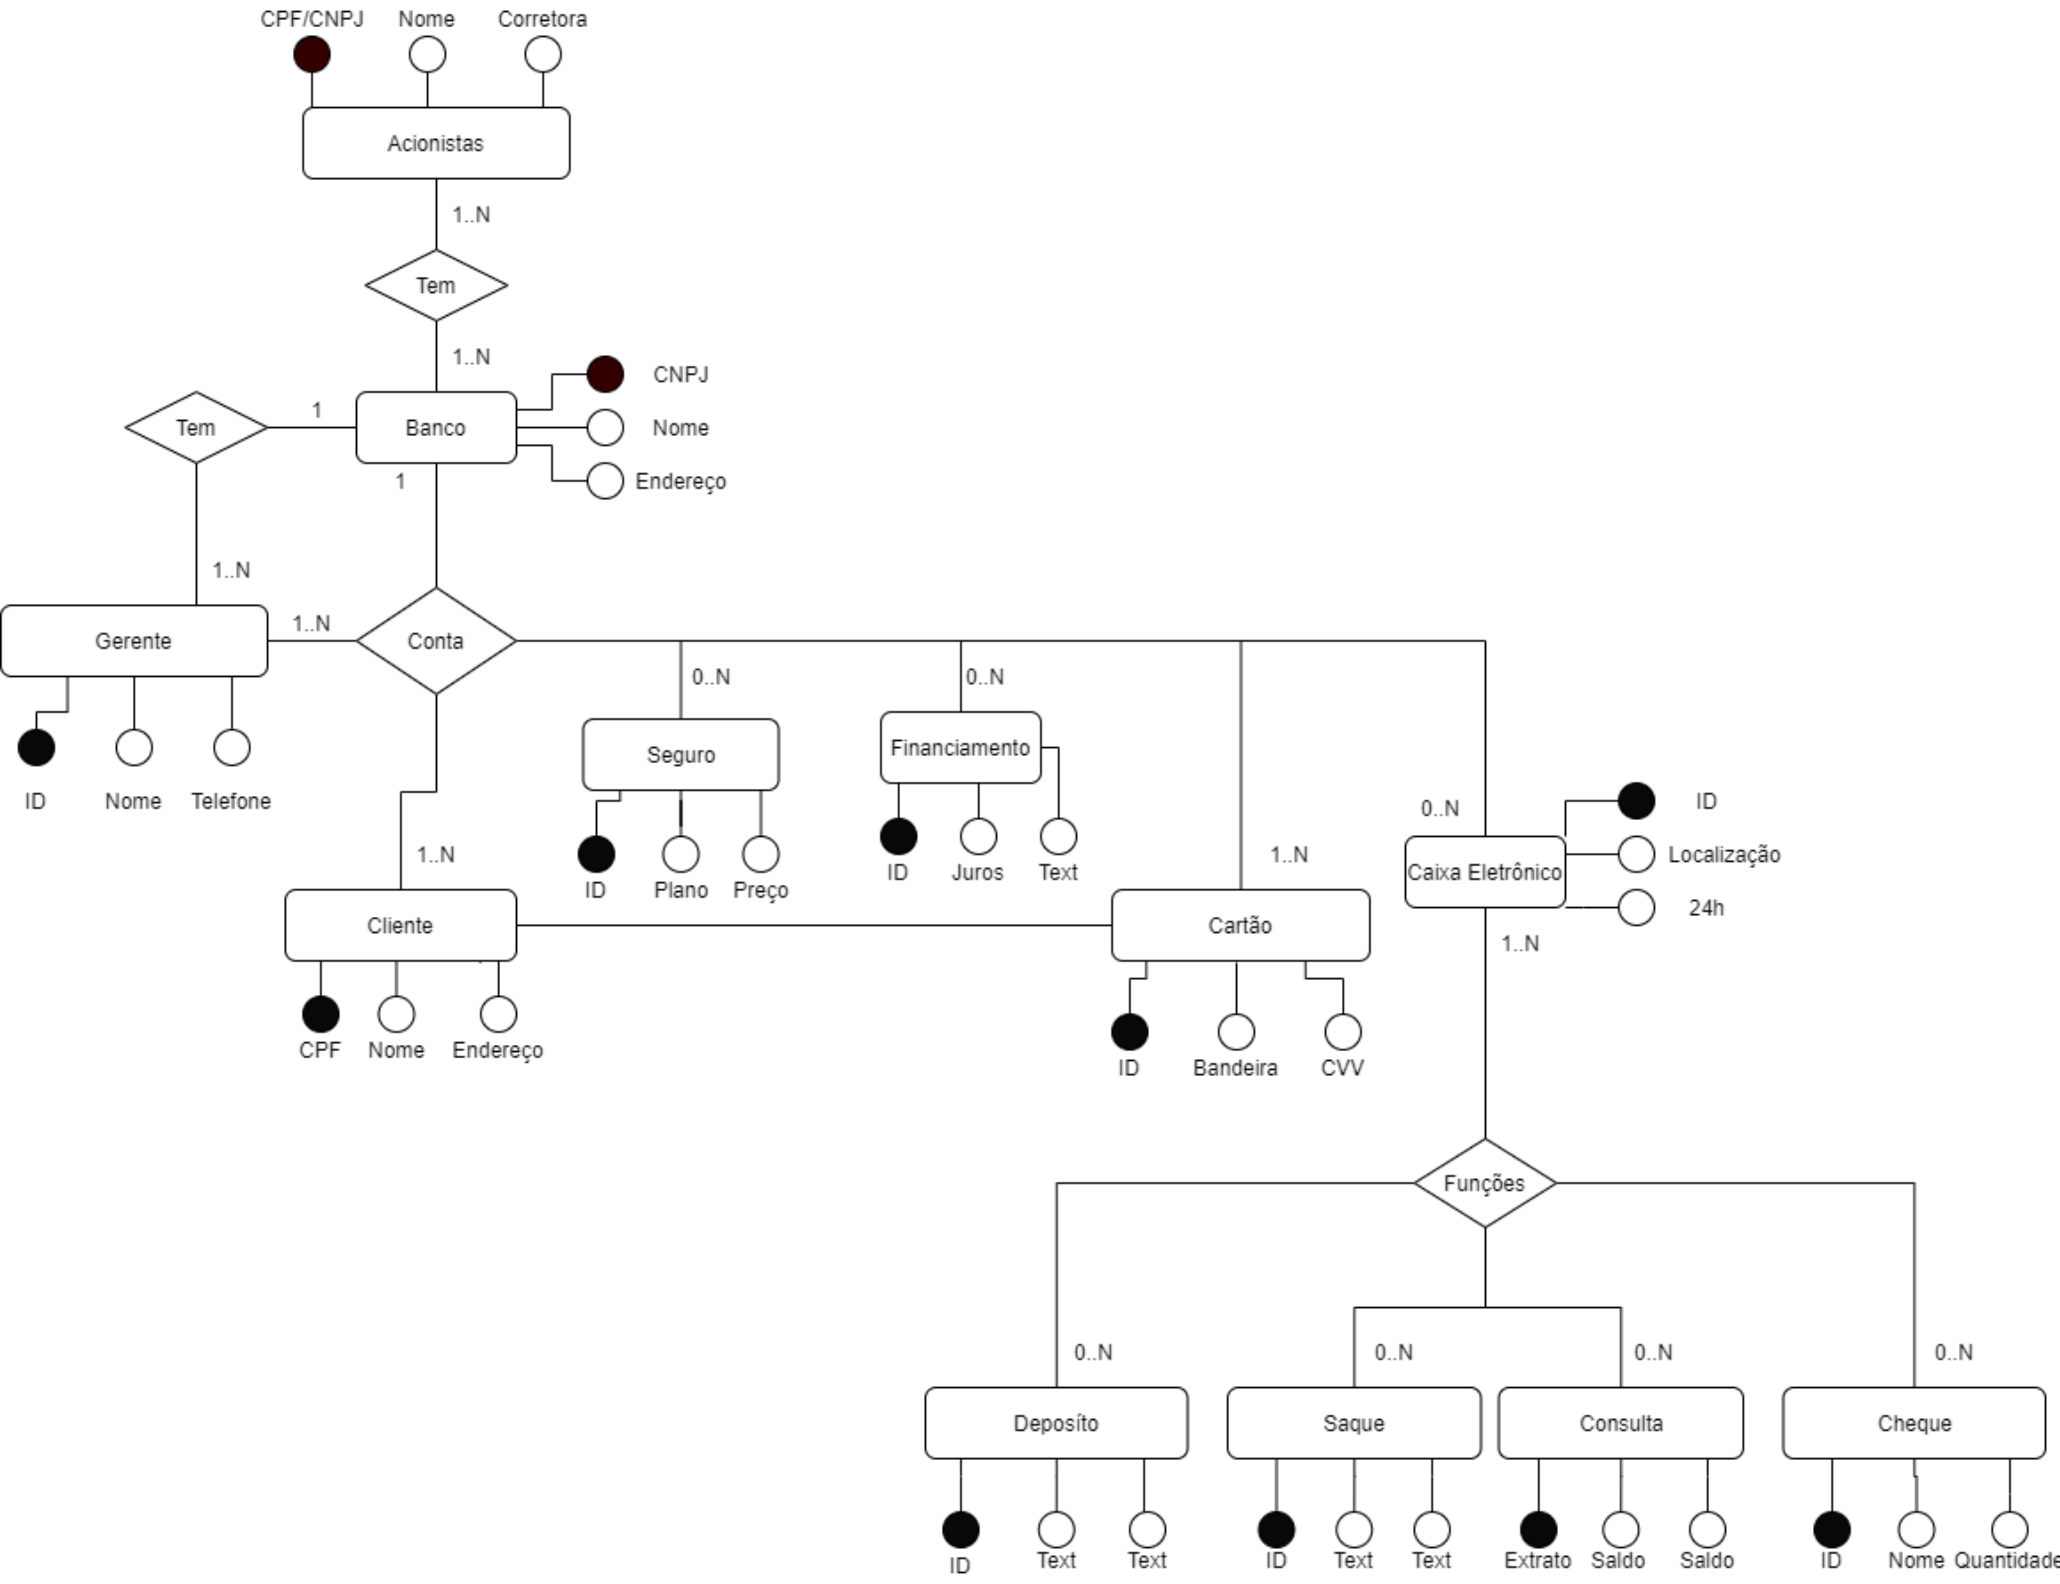 CPF/CNPJ Nome Corretora
Acionistas
1..N
Tem
1..N
CNPJ
Tem
1
Banco
Nome
1
Endereço
1..N
1..N
Gerente
Conta
0..N
0..N
Seguro
Financiamento
ID Nome Telefone
0..N
ID
1..N
1..N
Localização
ID Juros Text
Caixa Eletrônico
ID Plano Preço
24h
Cliente
Cartão
1..N
CPF Nome Endereço
ID Bandeira CVV
Funções
0..N 0..N 0..N 0..N
Deposíto Saque Consulta Cheque
ID Text Text ID Text Text Extrato Saldo Saldo ID Nome Quantidade